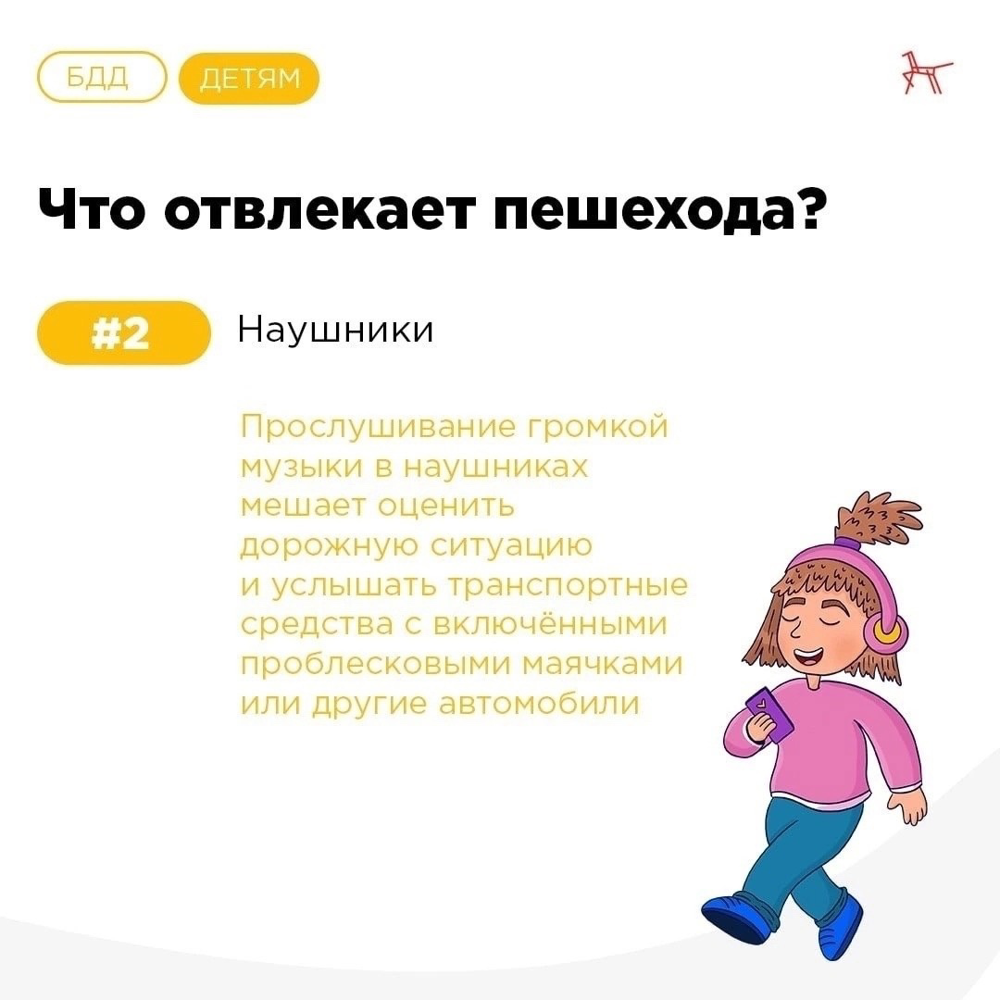 БДД
ДЕТЯМ
Что отвлекает пешехода?
#2
Наушники
Прослушивание громкой
музыки в наушниках
мешает оценить
дорожную ситуацию
и услышать транспортные
средства с включёнными
проблесковыми маячками
или другие автомобили